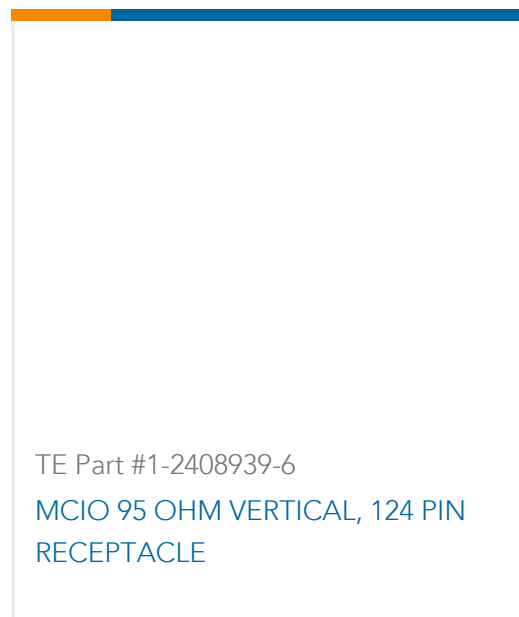 TE Part #1-2408939-6
MCIO 95 OHM VERTICAL, 124 PIN
RECEPTACLE